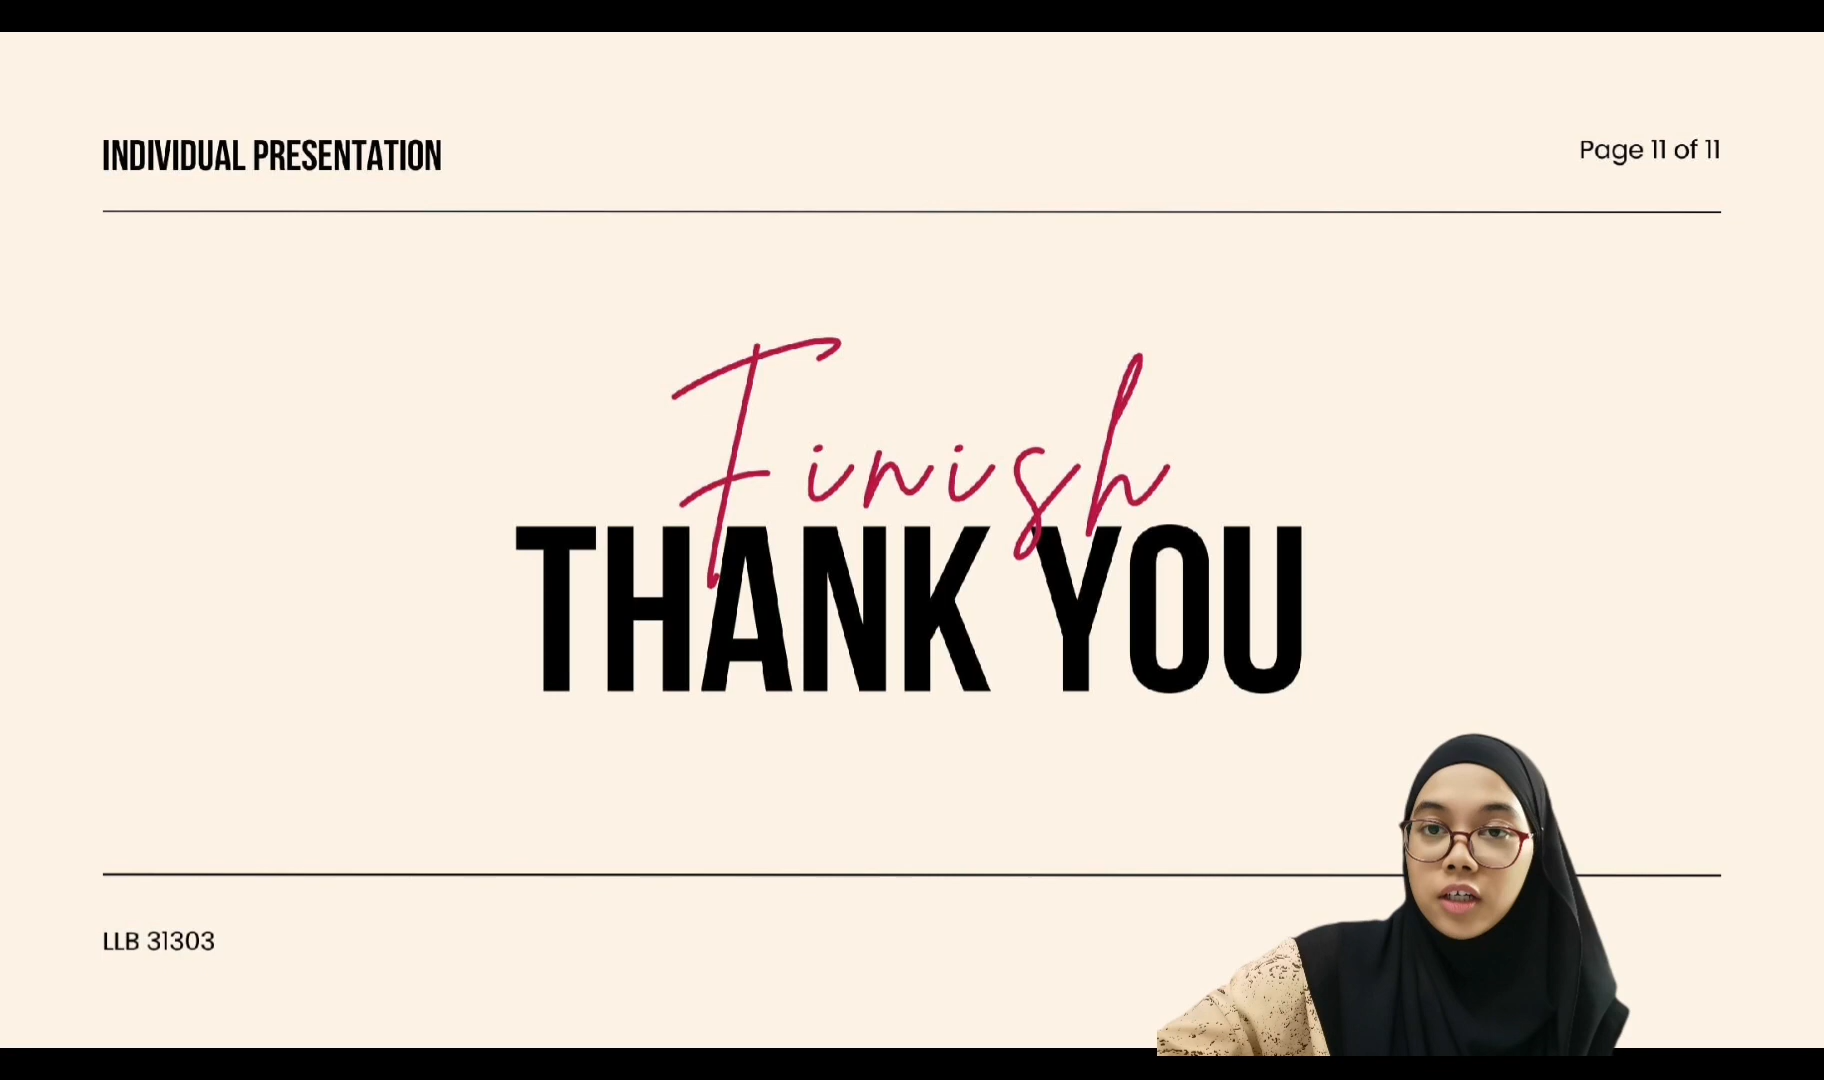 INDIVIDUAL PRESENTATION
Page 11 of 11
Finish
THANK YOU
LLB 31303